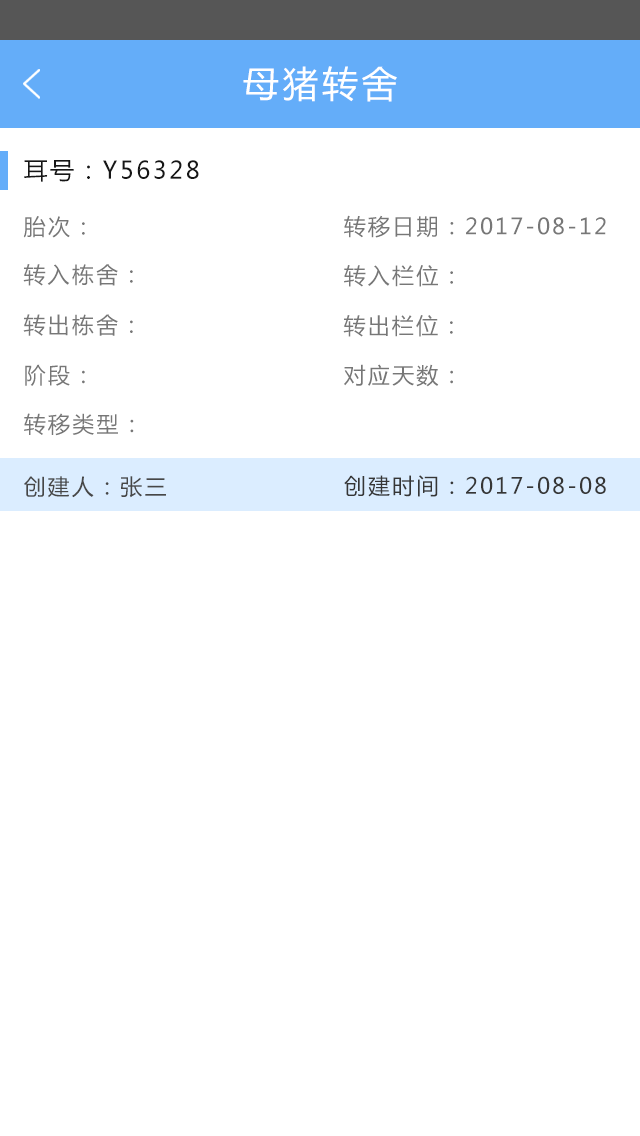 母猪转舍
耳号：Y56328
胎次： 转移日期：2017-08-12
转入栋舍： 转入栏位：
转出栋舍： 转出栏位：
阶段： 对应天数：
转移类型：
创建人：张三 创建时间：2017-08-08